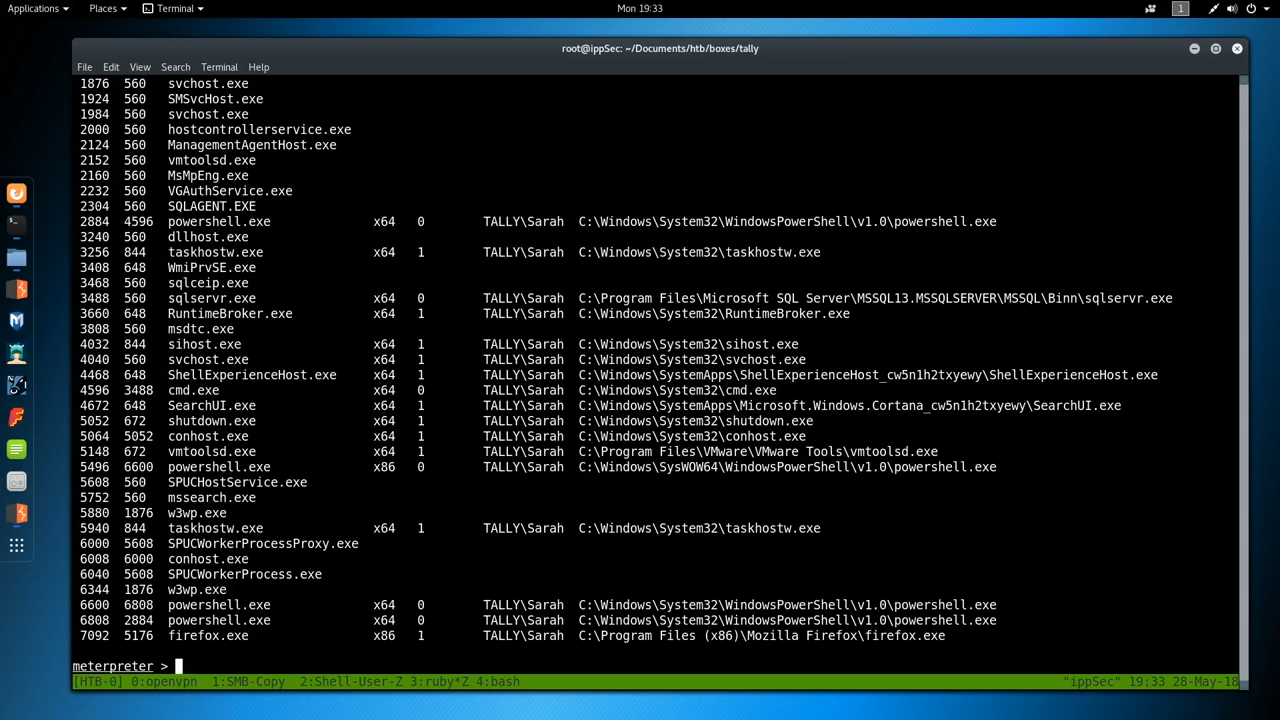 Applications Places Terminal Mon 19:33 1
root@ippSec: ~/Documents/htb/boxes/tally
File Edit View Search Terminal Help
1876 560 svchost.exe
1924 560 SMSvcHost.exe
1984 560 svchost.exe
2000 560 hostcontrollerservice.exe
2124 560 ManagementAgentHost.exe
2152 560 vmtoolsd.exe
2160 560 MsMpEng.exe
2232 560 VGAuthService.exe
2304 560 SQLAGENT.EXE
2884 4596 powershell.exe x64 0 TALLY\Sarah C:\Windows\System32\WindowsPowerShell\v1.0\powershell.exe
3240 560 dllhost.exe
3256 844 taskhostw.exe x64 1 TALLY\Sarah C:\Windows\System32\taskhostw.exe
3408 648 WmiPrvSE.exe
3468 560 sqlceip.exe
3488 560 sqlservr.exe x64 0 TALLY\Sarah C:\Program Files\Microsoft SQL Server\MSSQL13.MSSQLSERVER\MSSQL\Binn\sqlservr.exe
3660 648 RuntimeBroker.exe x64 1 TALLY\Sarah C:\Windows\System32\RuntimeBroker.exe
3808 560 msdtc.exe
4032 844 sihost.exe x64 1 TALLY\Sarah C:\Windows\System32\sihost.exe
4040 560 svchost.exe x64 1 TALLY\Sarah C:\Windows\System32\svchost.exe
4468 648 ShellExperienceHost.exe x64 1 TALLY\Sarah C:\Windows\SystemApps\ShellExperienceHost_cw5n1h2txyewy\ShellExperienceHost.exe
4596 3488 cmd.exe x64 0 TALLY\Sarah C:\Windows\System32\cmd.exe
4672 648 SearchUI.exe x64 1 TALLY\Sarah C:\Windows\SystemApps\Microsoft.Windows.Cortana_cw5n1h2txyewy\SearchUI.exe
5052 672 shutdown.exe x64 1 TALLY\Sarah C:\Windows\System32\shutdown.exe
5064 5052 conhost.exe x64 1 TALLY\Sarah C:\Windows\System32\conhost.exe
5148 672 vmtoolsd.exe x64 1 TALLY\Sarah C:\Program Files\VMware\VMware Tools\vmtoolsd.exe
5496 6600 powershell.exe x86 0 TALLY\Sarah C:\Windows\SysWOW64\WindowsPowerShell\v1.0\powershell.exe
5608 560 SPUCHostService.exe
5752 560 mssearch.exe
5880 1876 w3wp.exe
5940 844 taskhostw.exe x64 1 TALLY\Sarah C:\Windows\System32\taskhostw.exe
6000 5608 SPUCWorkerProcessProxy.exe
6008 6000 conhost.exe
6040 5608 SPUCWorkerProcess.exe
6344 1876 w3wp.exe
6600 6808 powershell.exe x64 0 TALLY\Sarah C:\Windows\System32\WindowsPowerShell\v1.0\powershell.exe
6808 2884 powershell.exe x64 0 TALLY\Sarah C:\Windows\System32\WindowsPowerShell\v1.0\powershell.exe
7092 5176 firefox.exe x86 1 TALLY\Sarah C:\Program Files (x86)\Mozilla Firefox\firefox.exe
meterpreter >
[HTB-0] 0:openvpn 1:SMB-Copy 2:Shell-User-Z 3:ruby*Z 4:bash "ippSec" 19:33 28-May-18